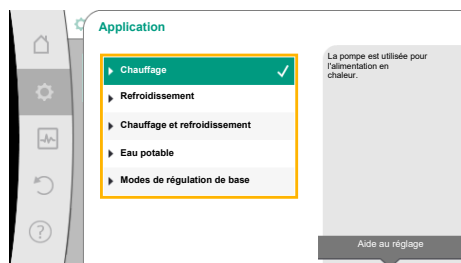 Application
Chauffage
Refroidissement
Chauffage et refroidissement
Eau potable
Modes de régulation de base
La pompe est utilisée pour
l'alimentation en
chaleur.
Aide au réglage